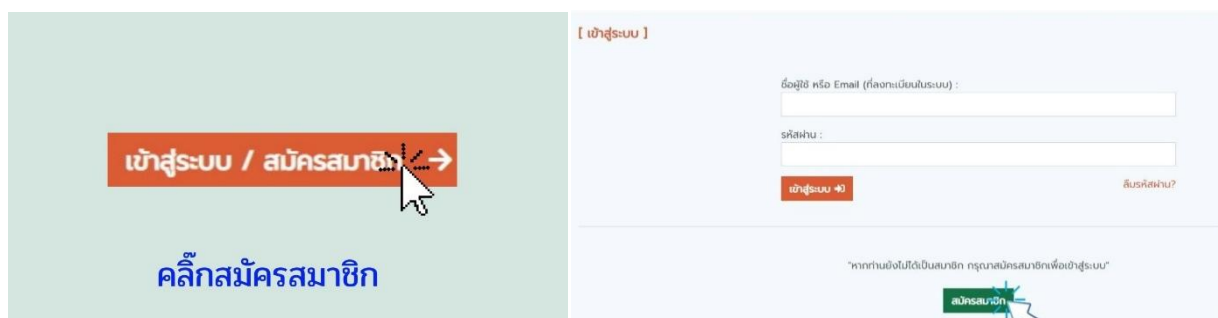 เข้าสู่ระบบ / สมัครสมาชิก →
คลิ๊กสมัครสมาชิก
[ เข้าสู่ระบบ ]
ชื่อผู้ใช้ หรือ Email (ที่ลงทะเบียนในระบบ) :
รหัสผ่าน :
เข้าสู่ระบบ
ลืมรหัสผ่าน?
"หากท่านยังไม่ได้เป็นสมาชิก กรุณาสมัครสมาชิกเพื่อเข้าสู่ระบบ"
สมัครสมาชิก